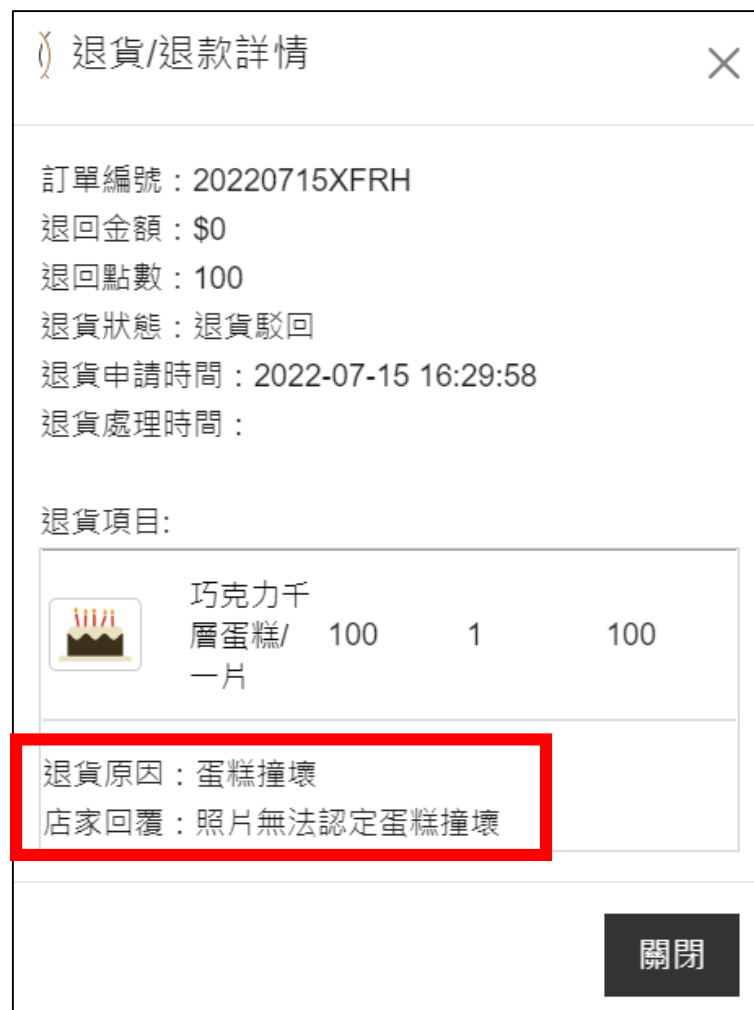 退貨/退款詳情
訂單編號：20220715XFRH
退回金額：$0
退回點數：100
退貨狀態：退貨駁回
退貨申請時間：2022-07-15 16:29:58
退貨處理時間：
退貨項目:
巧克力千
層蛋糕/ 100 1 100
一片
退貨原因：蛋糕撞壞
店家回覆：照片無法認定蛋糕撞壞
關閉